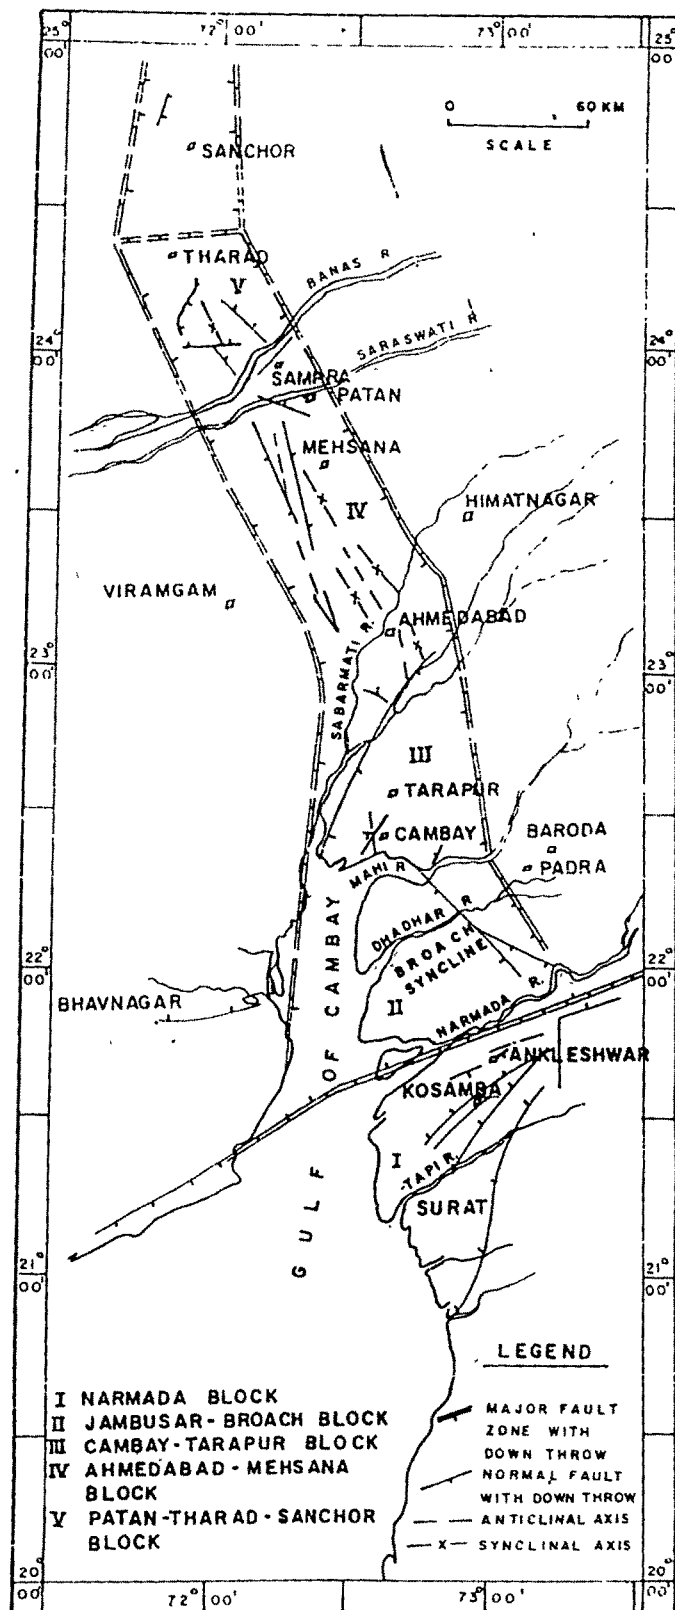 72°00' 73°00'
25°00' 25°00'
0 60 KM
SCALE
SANCHOR
THARAD
V
BANAS R
SARASWATI R
24°00' 24°00'
SAMPRA
PATAN
MEHSANA
IV
HIMATNAGAR
VIRAMGAM
AHMEDABAD
SABARMATI R.
23°00' 23°00'
III
TARAPUR
CAMBAY
BARODA
PADRA
MAHI R
DHADHAR R
BROACH
SYNCLINE
22°00' 22°00'
BHAVNAGAR
II
NARMADA R.
GULF OF CAMBAY
ANKLESHWAR
KOSAMBA
I
TAPI R.
SURAT
21°00' 21°00'
LEGEND
I NARMADA BLOCK
II JAMBUSAR-BROACH BLOCK
III CAMBAY-TARAPUR BLOCK
IV AHMEDABAD-MEHSANA
BLOCK
V PATAN-THARAD-SANCHOR
BLOCK
MAJOR FAULT
ZONE WITH
DOWN THROW
NORMAL FAULT
WITH DOWN THROW
ANTICLINAL AXIS
SYNCLINAL AXIS
20°00' 20°00'
72°00' 73°00'